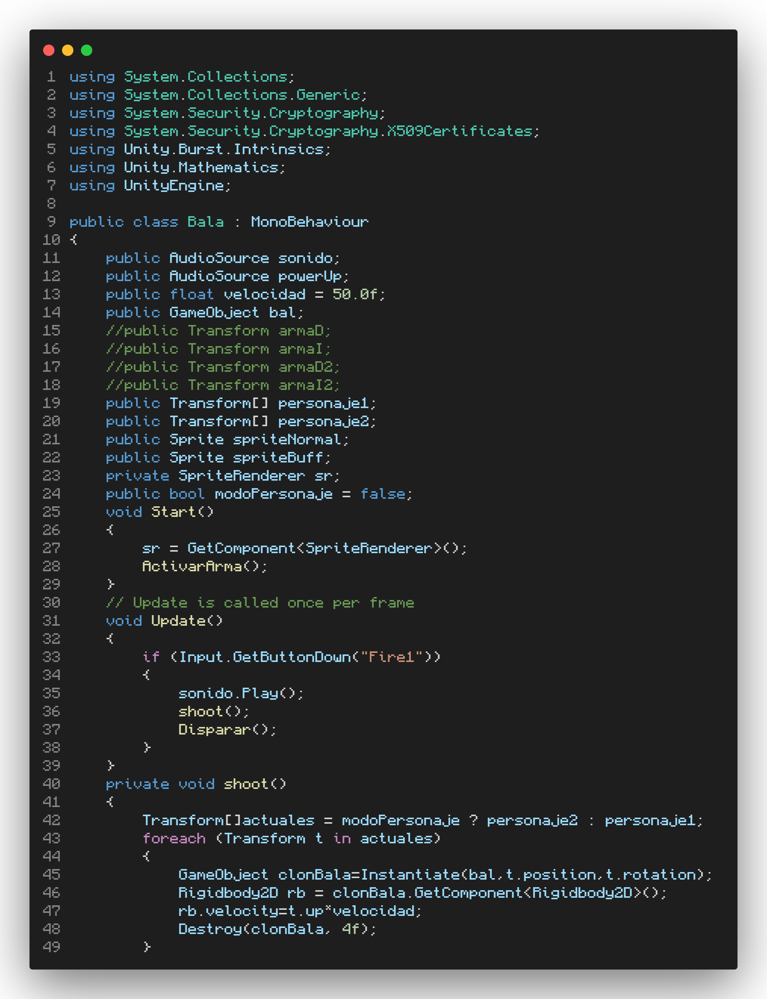 1 using System.Collections;
2 using System.Collections.Generic;
3 using System.Security.Cryptography;
4 using System.Security.Cryptography.X509Certificates;
5 using Unity.Burst.Intrinsics;
6 using Unity.Mathematics;
7 using UnityEngine;
8
9 public class Bala : MonoBehaviour
10 {
11     public AudioSource sonido;
12     public AudioSource powerUp;
13     public float velocidad = 50.0f;
14     public GameObject bal;
15     //public Transform armaD;
16     //public Transform armaI;
17     //public Transform armaD2;
18     //public Transform armaI2;
19     public Transform[] personaje1;
20     public Transform[] personaje2;
21     public Sprite spriteNormal;
22     public Sprite spriteBuff;
23     private SpriteRenderer sr;
24     public bool modoPersonaje = false;
25     void Start()
26     {
27         sr = GetComponent<SpriteRenderer>();
28         ActivarArma();
29     }
30     // Update is called once per frame
31     void Update()
32     {
33         if (Input.GetButtonDown("Fire1"))
34         {
35             sonido.Play();
36             shoot();
37             Disparar();
38         }
39     }
40     private void shoot()
41     {
42         Transform[]actuales = modoPersonaje ? personaje2 : personaje1;
43         foreach (Transform t in actuales)
44         {
45             GameObject clonBala=Instantiate(bal,t.position,t.rotation);
46             Rigidbody2D rb = clonBala.GetComponent<Rigidbody2D>();
47             rb.velocity=t.up*velocidad;
48             Destroy(clonBala, 4f);
49         }